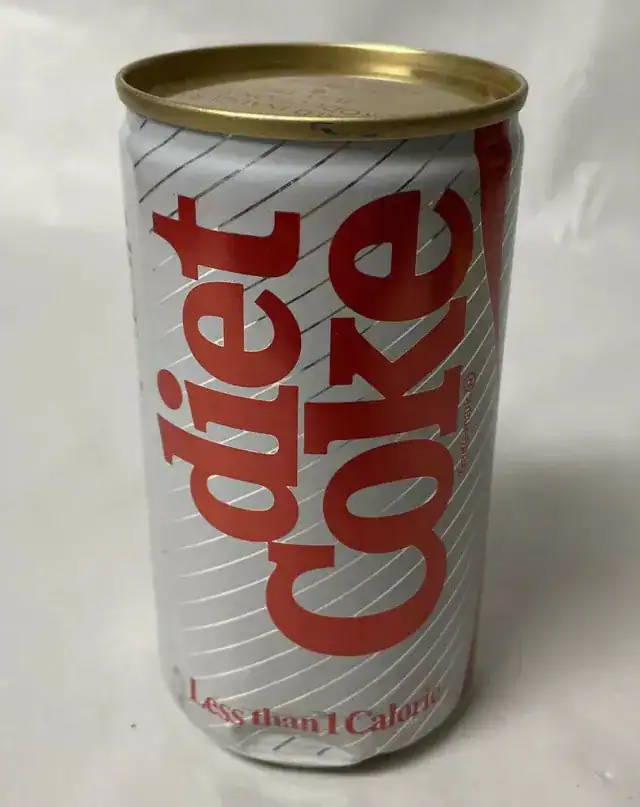 diet
Coke
Less than 1 Calorie